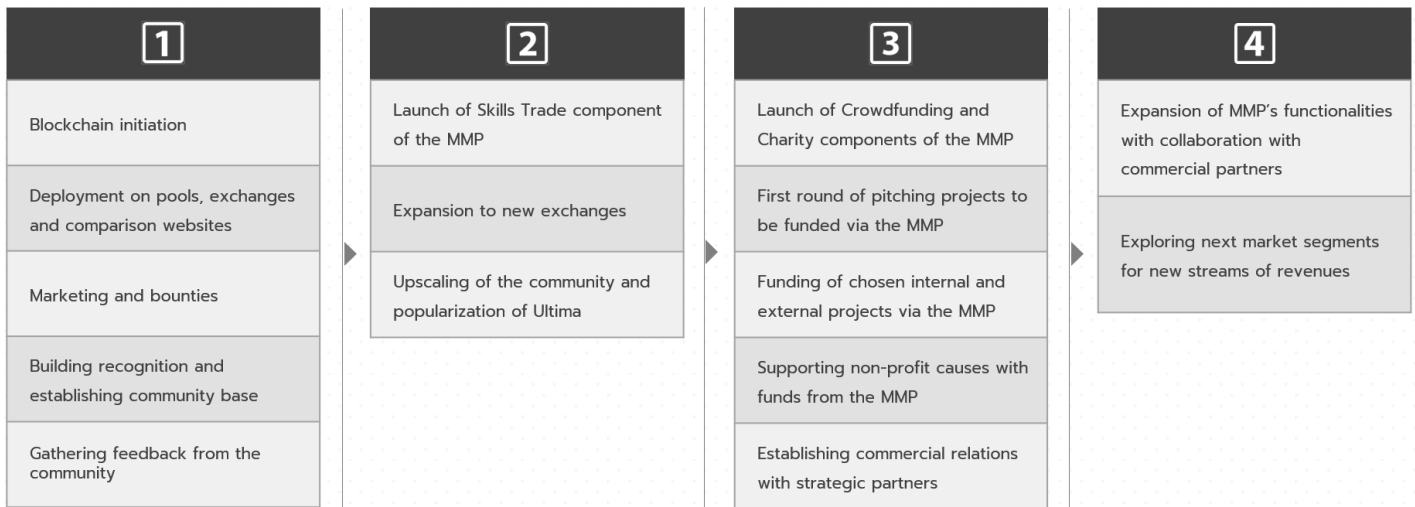 1
Blockchain initiation
Deployment on pools, exchanges
and comparison websites
Marketing and bounties
Building recognition and
establishing community base
Gathering feedback from the
community
2
Launch of Skills Trade component
of the MMP
Expansion to new exchanges
Upscaling of the community and
popularization of Ultima
3
Launch of Crowdfunding and
Charity components of the MMP
First round of pitching projects to
be funded via the MMP
Funding of chosen internal and
external projects via the MMP
Supporting non-profit causes with
funds from the MMP
Establishing commercial relations
with strategic partners
4
Expansion of MMP's functionalities
with collaboration with
commercial partners
Exploring next market segments
for new streams of revenues